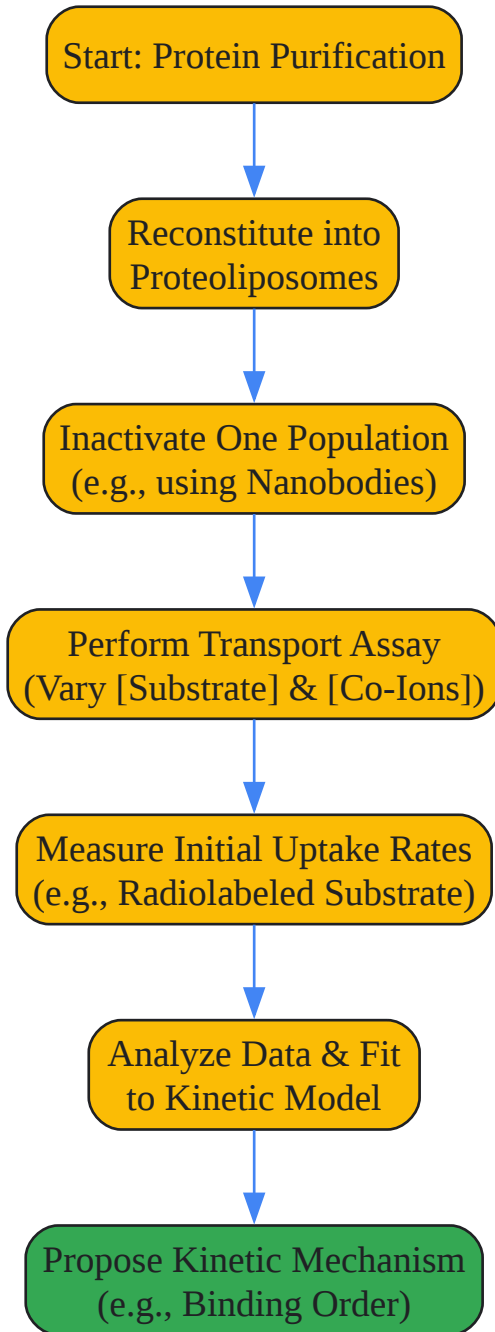 Start: Protein Purification
Reconstitute into
Proteoliposomes
Inactivate One Population
(e.g., using Nanobodies)
Perform Transport Assay
(Vary [Substrate] & [Co-Ions])
Measure Initial Uptake Rates
(e.g., Radiolabeled Substrate)
Analyze Data & Fit
to Kinetic Model
Propose Kinetic Mechanism
(e.g., Binding Order)